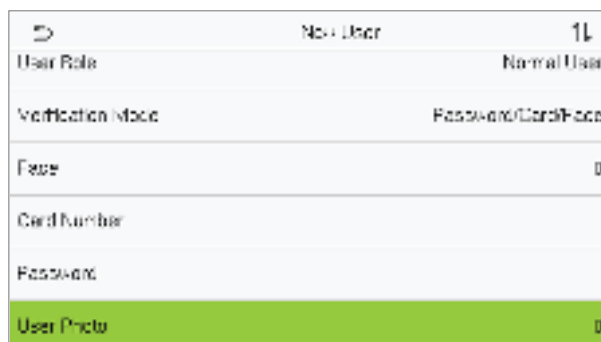 New User
User Role Normal User
Verification Mode Password/Card/Face
Face 0
Card Number
Password
User Photo 0